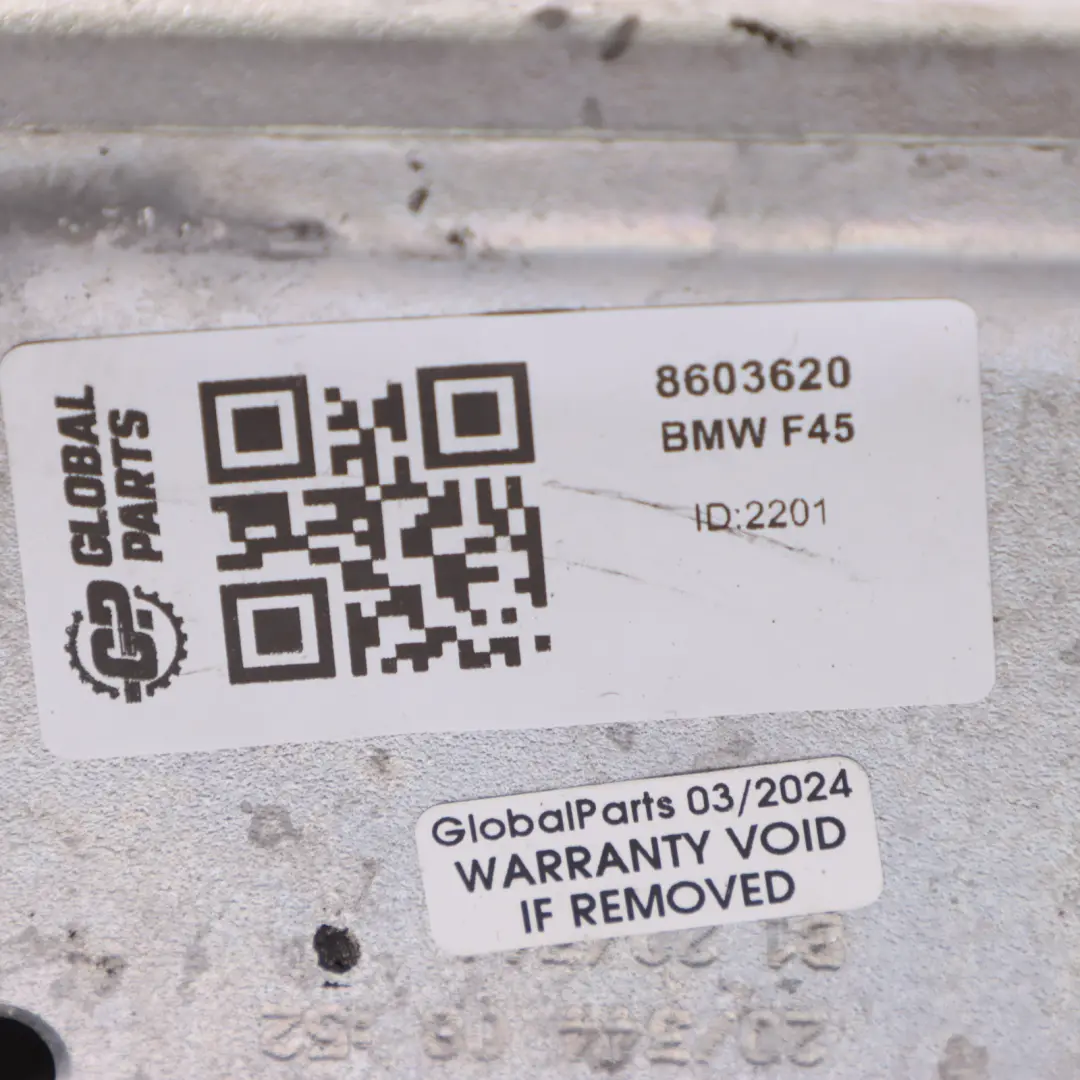 GLOBAL
PARTS
8603620
BMW F45
ID:2201
GlobalParts 03/2024
WARRANTY VOID
IF REMOVED